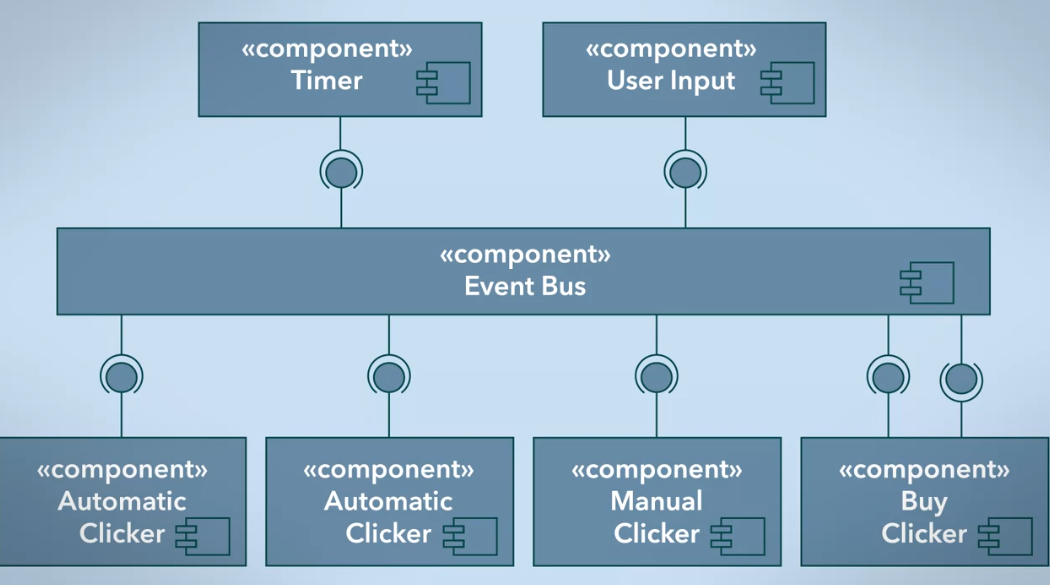 «component»
Timer
«component»
User Input
«component»
Event Bus
«component»
Automatic
Clicker
«component»
Automatic
Clicker
«component»
Manual
Clicker
«component»
Buy
Clicker